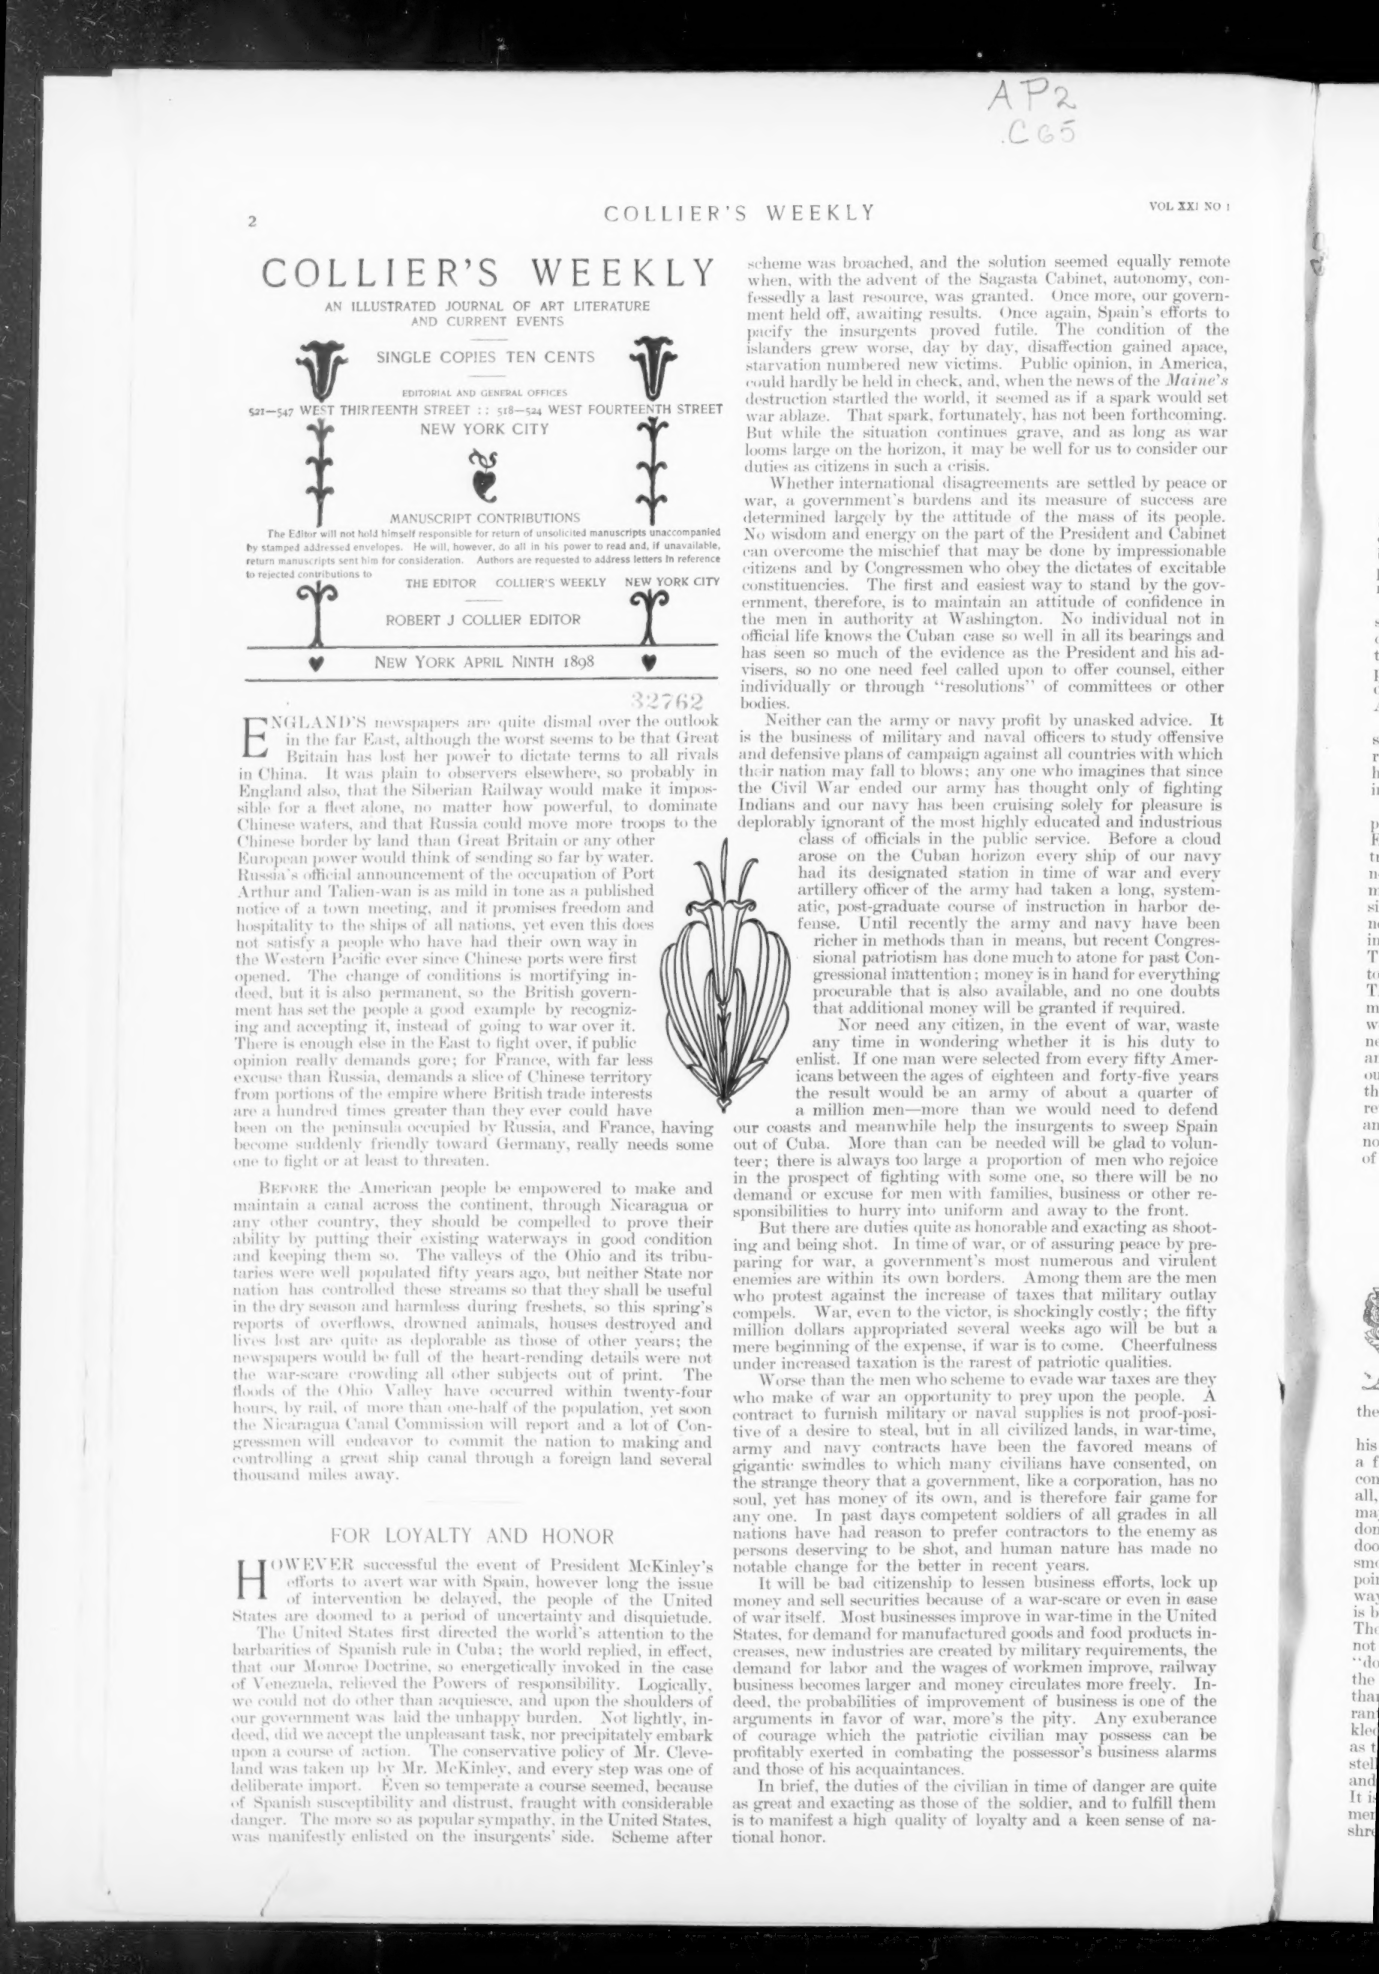 AP2
.C65
2
COLLIER'S WEEKLY
VOL XXI NO 1
COLLIER'S WEEKLY
AN ILLUSTRATED JOURNAL OF ART LITERATURE
AND CURRENT EVENTS
SINGLE COPIES TEN CENTS
EDITORIAL AND GENERAL OFFICES
521—547 WEST THIRTEENTH STREET :: 518—524 WEST FOURTEENTH STREET
NEW YORK CITY
MANUSCRIPT CONTRIBUTIONS
The Editor will not hold himself responsible for return of unsolicited manuscripts unaccompanied
by stamped addressed envelopes. He will, however, do all in his power to read and, if unavailable,
return manuscripts sent him for consideration. Authors are requested to address letters in reference
to rejected contributions to
THE EDITOR COLLIER'S WEEKLY NEW YORK CITY
ROBERT J COLLIER EDITOR
NEW YORK APRIL NINTH 1898
32762
ENGLAND'S newspapers are quite dismal over the outlook
in the far East, although the worst seems to be that Great
Britain has lost her power to dictate terms to all rivals
in China. It was plain to observers elsewhere, so probably in
England also, that the Siberian Railway would make it impos-
sible for a fleet alone, no matter how powerful, to dominate
Chinese waters, and that Russia could move more troops to the
Chinese border by land than Great Britain or any other
European power would think of sending so far by water.
Russia's official announcement of the occupation of Port
Arthur and Talien-wan is as mild in tone as a published
notice of a town meeting, and it promises freedom and
hospitality to the ships of all nations, yet even this does
not satisfy a people who have had their own way in
the Western Pacific ever since Chinese ports were first
opened. The change of conditions is mortifying in-
deed, but it is also permanent, so the British govern-
ment has set the people a good example by recogniz-
ing and accepting it, instead of going to war over it.
There is enough else in the East to fight over, if public
opinion really demands gore; for France, with far less
excuse than Russia, demands a slice of Chinese territory
from portions of the empire where British trade interests
are a hundred times greater than they ever could have
been on the peninsula occupied by Russia, and France, having
become suddenly friendly toward Germany, really needs some
one to fight or at least to threaten.
BEFORE the American people be empowered to make and
maintain a canal across the continent, through Nicaragua or
any other country, they should be compelled to prove their
ability by putting their existing waterways in good condition
and keeping them so. The valleys of the Ohio and its tribu-
taries were well populated fifty years ago, but neither State nor
nation has controlled these streams so that they shall be useful
in the dry season and harmless during freshets, so this spring's
reports of overflows, drowned animals, houses destroyed and
lives lost are quite as deplorable as those of other years; the
newspapers would be full of the heart-rending details were not
the war-scare crowding all other subjects out of print. The
floods of the Ohio Valley have occurred within twenty-four
hours, by rail, of more than one-half of the population, yet soon
the Nicaragua Canal Commission will report and a lot of Con-
gressmen will endeavor to commit the nation to making and
controlling a great ship canal through a foreign land several
thousand miles away.
FOR LOYALTY AND HONOR
HOWEVER successful the event of President McKinley's
efforts to avert war with Spain, however long the issue
of intervention be delayed, the people of the United
States are doomed to a period of uncertainty and disquietude.
The United States first directed the world's attention to the
barbarities of Spanish rule in Cuba; the world replied, in effect,
that our Monroe Doctrine, so energetically invoked in the case
of Venezuela, relieved the Powers of responsibility. Logically,
we could not do other than acquiesce, and upon the shoulders of
our government was laid the unhappy burden. Not lightly, in-
deed, did we accept the unpleasant task, nor precipitately embark
upon a course of action. The conservative policy of Mr. Cleve-
land was taken up by Mr. McKinley, and every step was one of
deliberate import. Even so temperate a course seemed, because
of Spanish susceptibility and distrust, fraught with considerable
danger. The more so as popular sympathy, in the United States,
was manifestly enlisted on the insurgents' side. Scheme after
scheme was broached, and the solution seemed equally remote
when, with the advent of the Sagasta Cabinet, autonomy, con-
fessedly a last resource, was granted. Once more, our govern-
ment held off, awaiting results. Once again, Spain's efforts to
pacify the insurgents proved futile. The condition of the
islanders grew worse, day by day, disaffection gained apace,
starvation numbered new victims. Public opinion, in America,
could hardly be held in check, and, when the news of the Maine's
destruction startled the world, it seemed as if a spark would set
war ablaze. That spark, fortunately, has not been forthcoming.
But while the situation continues grave, and as long as war
looms large on the horizon, it may be well for us to consider our
duties as citizens in such a crisis.
Whether international disagreements are settled by peace or
war, a government's burdens and its measure of success are
determined largely by the attitude of the mass of its people.
No wisdom and energy on the part of the President and Cabinet
can overcome the mischief that may be done by impressionable
citizens and by Congressmen who obey the dictates of excitable
constituencies. The first and easiest way to stand by the gov-
ernment, therefore, is to maintain an attitude of confidence in
the men in authority at Washington. No individual not in
official life knows the Cuban case so well in all its bearings and
has seen so much of the evidence as the President and his ad-
visers, so no one need feel called upon to offer counsel, either
individually or through "resolutions" of committees or other
bodies.
Neither can the army or navy profit by unasked advice. It
is the business of military and naval officers to study offensive
and defensive plans of campaign against all countries with which
their nation may fall to blows; any one who imagines that since
the Civil War ended our army has thought only of fighting
Indians and our navy has been cruising solely for pleasure is
deplorably ignorant of the most highly educated and industrious
class of officials in the public service. Before a cloud
arose on the Cuban horizon every ship of our navy
had its designated station in time of war and every
artillery officer of the army had taken a long, system-
atic, post-graduate course of instruction in harbor de-
fense. Until recently the army and navy have been
richer in methods than in means, but recent Congres-
sional patriotism has done much to atone for past Con-
gressional inattention; money is in hand for everything
procurable that is also available, and no one doubts
that additional money will be granted if required.
Nor need any citizen, in the event of war, waste
any time in wondering whether it is his duty to
enlist. If one man were selected from every fifty Amer-
icans between the ages of eighteen and forty-five years
the result would be an army of about a quarter of
a million men—more than we would need to defend
our coasts and meanwhile help the insurgents to sweep Spain
out of Cuba. More than can be needed will be glad to volun-
teer; there is always too large a proportion of men who rejoice
in the prospect of fighting with some one, so there will be no
demand or excuse for men with families, business or other re-
sponsibilities to hurry into uniform and away to the front.
But there are duties quite as honorable and exacting as shoot-
ing and being shot. In time of war, or of assuring peace by pre-
paring for war, a government's most numerous and virulent
enemies are within its own borders. Among them are the men
who protest against the increase of taxes that military outlay
compels. War, even to the victor, is shockingly costly; the fifty
million dollars appropriated several weeks ago will be but a
mere beginning of the expense, if war is to come. Cheerfulness
under increased taxation is the rarest of patriotic qualities.
Worse than the men who scheme to evade war taxes are they
who make of war an opportunity to prey upon the people. A
contract to furnish military or naval supplies is not proof-posi-
tive of a desire to steal, but in all civilized lands, in war-time,
army and navy contracts have been the favored means of
gigantic swindles to which many civilians have consented, on
the strange theory that a government, like a corporation, has no
soul, yet has money of its own, and is therefore fair game for
any one. In past days competent soldiers of all grades in all
nations have had reason to prefer contractors to the enemy as
persons deserving to be shot, and human nature has made no
notable change for the better in recent years.
It will be bad citizenship to lessen business efforts, lock up
money and sell securities because of a war-scare or even in case
of war itself. Most businesses improve in war-time in the United
States, for demand for manufactured goods and food products in-
creases, new industries are created by military requirements, the
demand for labor and the wages of workmen improve, railway
business becomes larger and money circulates more freely. In-
deed, the probabilities of improvement of business is one of the
arguments in favor of war, more's the pity. Any exuberance
of courage which the patriotic civilian may possess can be
profitably exerted in combating the possessor's business alarms
and those of his acquaintances.
In brief, the duties of the civilian in time of danger are quite
as great and exacting as those of the soldier, and to fulfill them
is to manifest a high quality of loyalty and a keen sense of na-
tional honor.